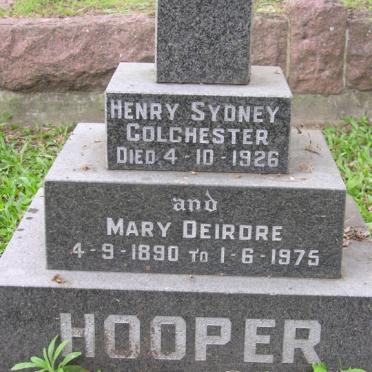 HENRY SYDNEY
COLCHESTER
DIED 4-10-1926
and
MARY DEIRDRE
4-9-1890 TO 1-6-1975
HOOPER